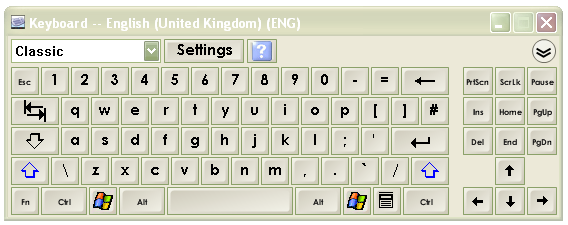 Keyboard -- English (United Kingdom) (ENG)
Classic Settings ?
Esc 1 2 3 4 5 6 7 8 9 0 - = ← PrtScn ScrLk Pause
q w e r t y u i o p [ ] # Ins Home PgUp
a s d f g h j k l ; ' Del End PgDn
\ z x c v b n m , . ` /
Fn Ctrl Alt Alt Ctrl